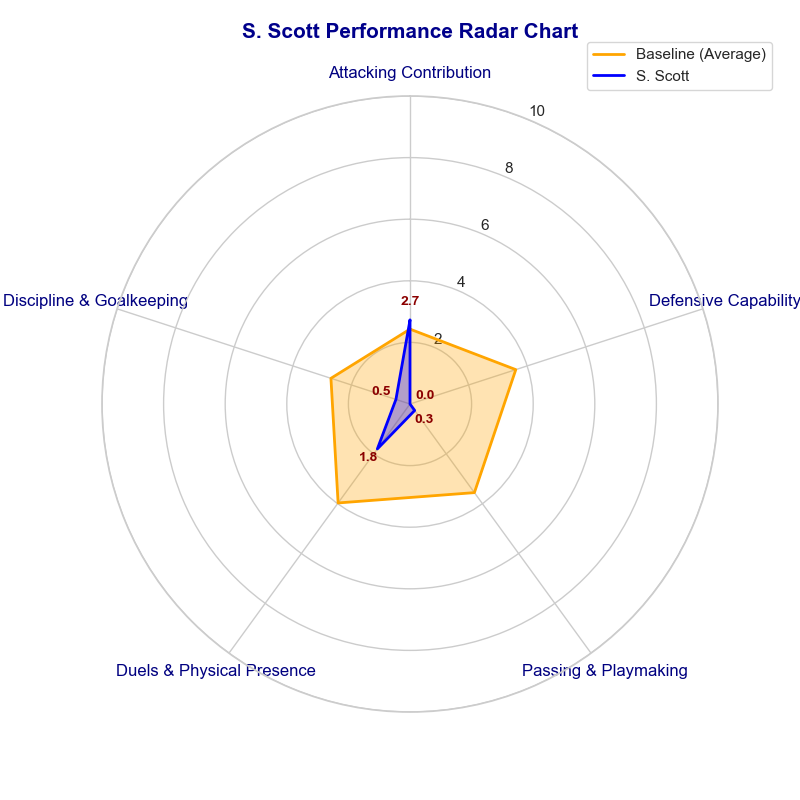 S. Scott Performance Radar Chart
Baseline (Average)
S. Scott
Attacking Contribution
10
8
6
4
2
Discipline & Goalkeeping
Defensive Capability
2.7
0.5
0.0
0.3
1.8
Duels & Physical Presence
Passing & Playmaking